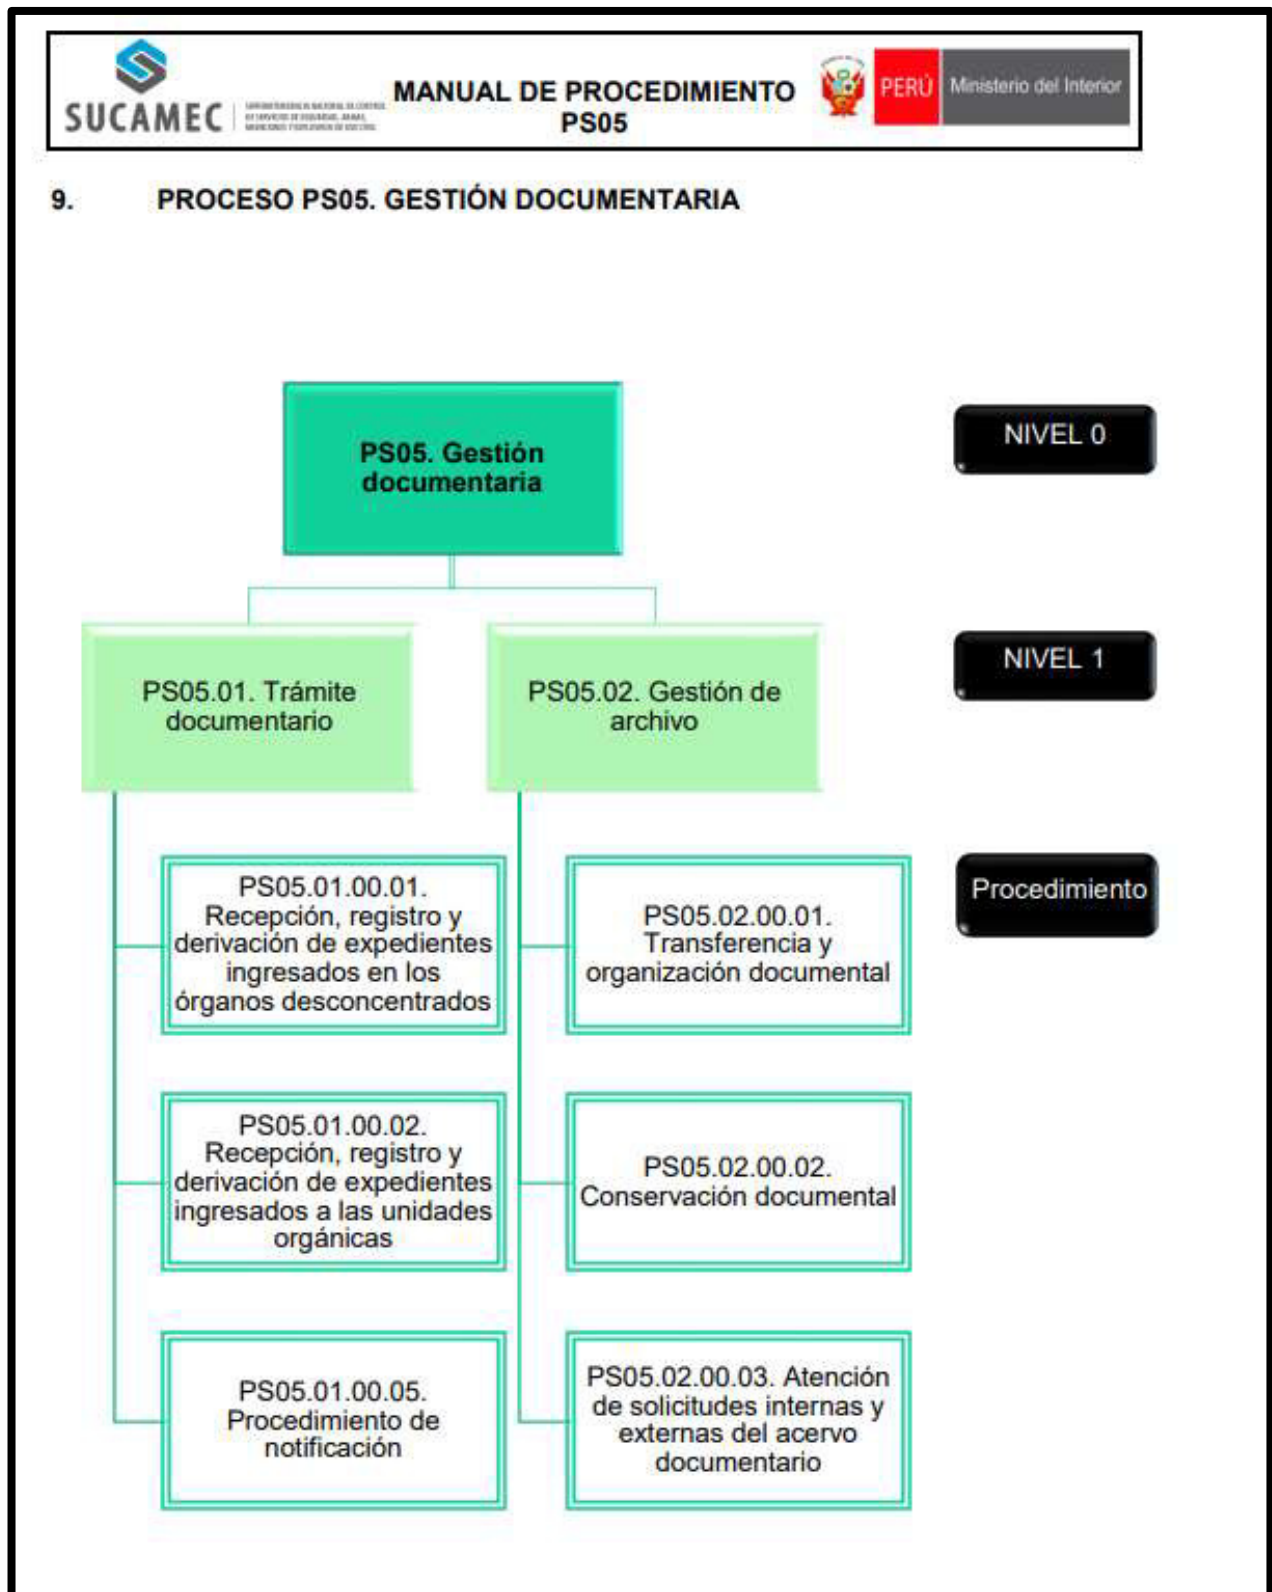 SUCAMEC
MANUAL DE PROCEDIMIENTO
PS05
PERÚ
Ministerio del Interior
9. PROCESO PS05. GESTIÓN DOCUMENTARIA
PS05. Gestión
documentaria
NIVEL 0
PS05.01. Trámite
documentario
PS05.02. Gestión de
archivo
NIVEL 1
PS05.01.00.01.
Recepción, registro y
derivación de expedientes
ingresados en los
órganos desconcentrados
PS05.02.00.01.
Transferencia y
organización documental
Procedimiento
PS05.01.00.02.
Recepción, registro y
derivación de expedientes
ingresados a las unidades
orgánicas
PS05.02.00.02.
Conservación documental
PS05.01.00.05.
Procedimiento de
notificación
PS05.02.00.03. Atención
de solicitudes internas y
externas del acervo
documentario